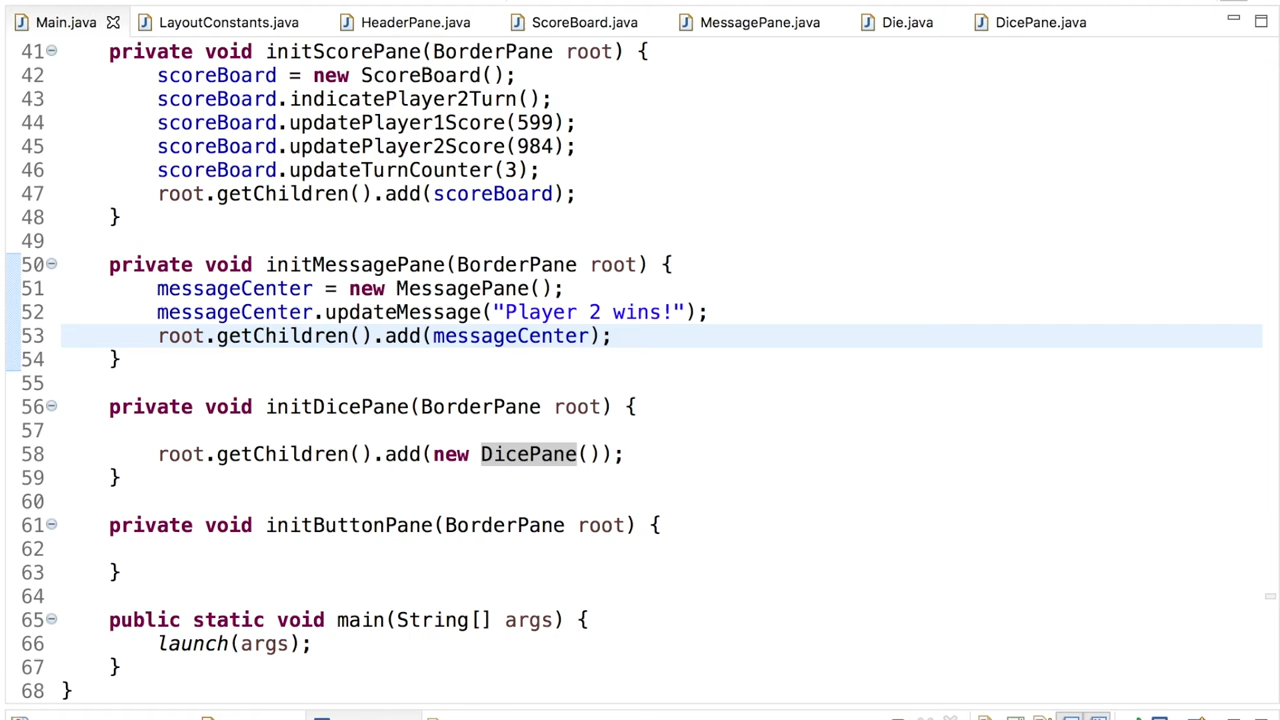 Main.java LayoutConstants.java HeaderPane.java ScoreBoard.java MessagePane.java Die.java DicePane.java
41 private void initScorePane(BorderPane root) {
42 scoreBoard = new ScoreBoard();
43 scoreBoard.indicatePlayer2Turn();
44 scoreBoard.updatePlayer1Score(599);
45 scoreBoard.updatePlayer2Score(984);
46 scoreBoard.updateTurnCounter(3);
47 root.getChildren().add(scoreBoard);
48 }
49
50 private void initMessagePane(BorderPane root) {
51 messageCenter = new MessagePane();
52 messageCenter.updateMessage("Player 2 wins!");
53 root.getChildren().add(messageCenter);
54 }
55
56 private void initDicePane(BorderPane root) {
57
58 root.getChildren().add(new DicePane());
59 }
60
61 private void initButtonPane(BorderPane root) {
62
63 }
64
65 public static void main(String[] args) {
66 launch(args);
67 }
68 }